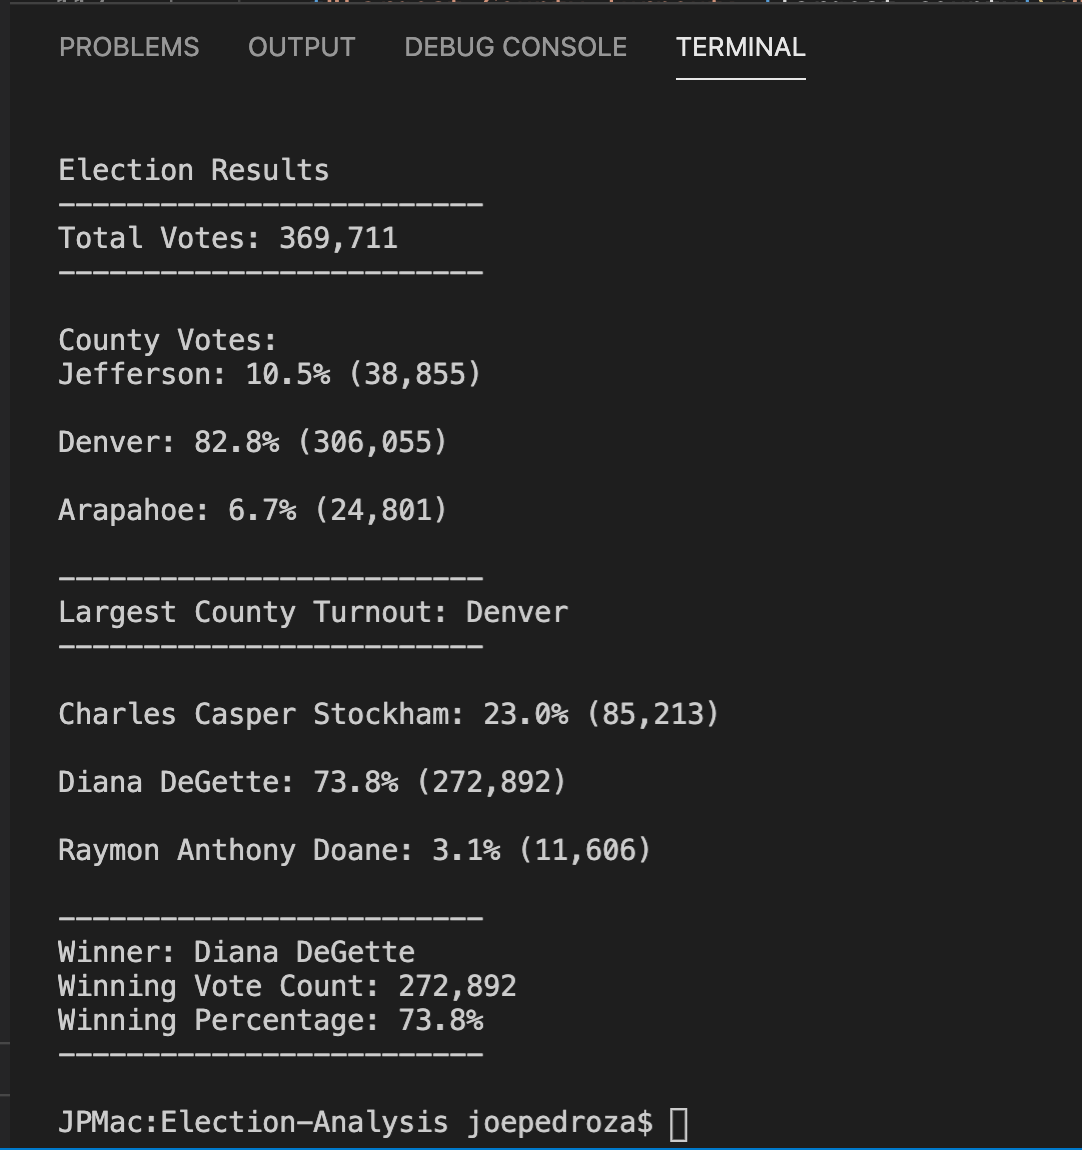 PROBLEMS OUTPUT DEBUG CONSOLE TERMINAL
Election Results
-------------------------
Total Votes: 369,711
-------------------------
County Votes:
Jefferson: 10.5% (38,855)
Denver: 82.8% (306,055)
Arapahoe: 6.7% (24,801)
-------------------------
Largest County Turnout: Denver
-------------------------
Charles Casper Stockham: 23.0% (85,213)
Diana DeGette: 73.8% (272,892)
Raymon Anthony Doane: 3.1% (11,606)
-------------------------
Winner: Diana DeGette
Winning Vote Count: 272,892
Winning Percentage: 73.8%
-------------------------
JPMac:Election-Analysis joepedroza$